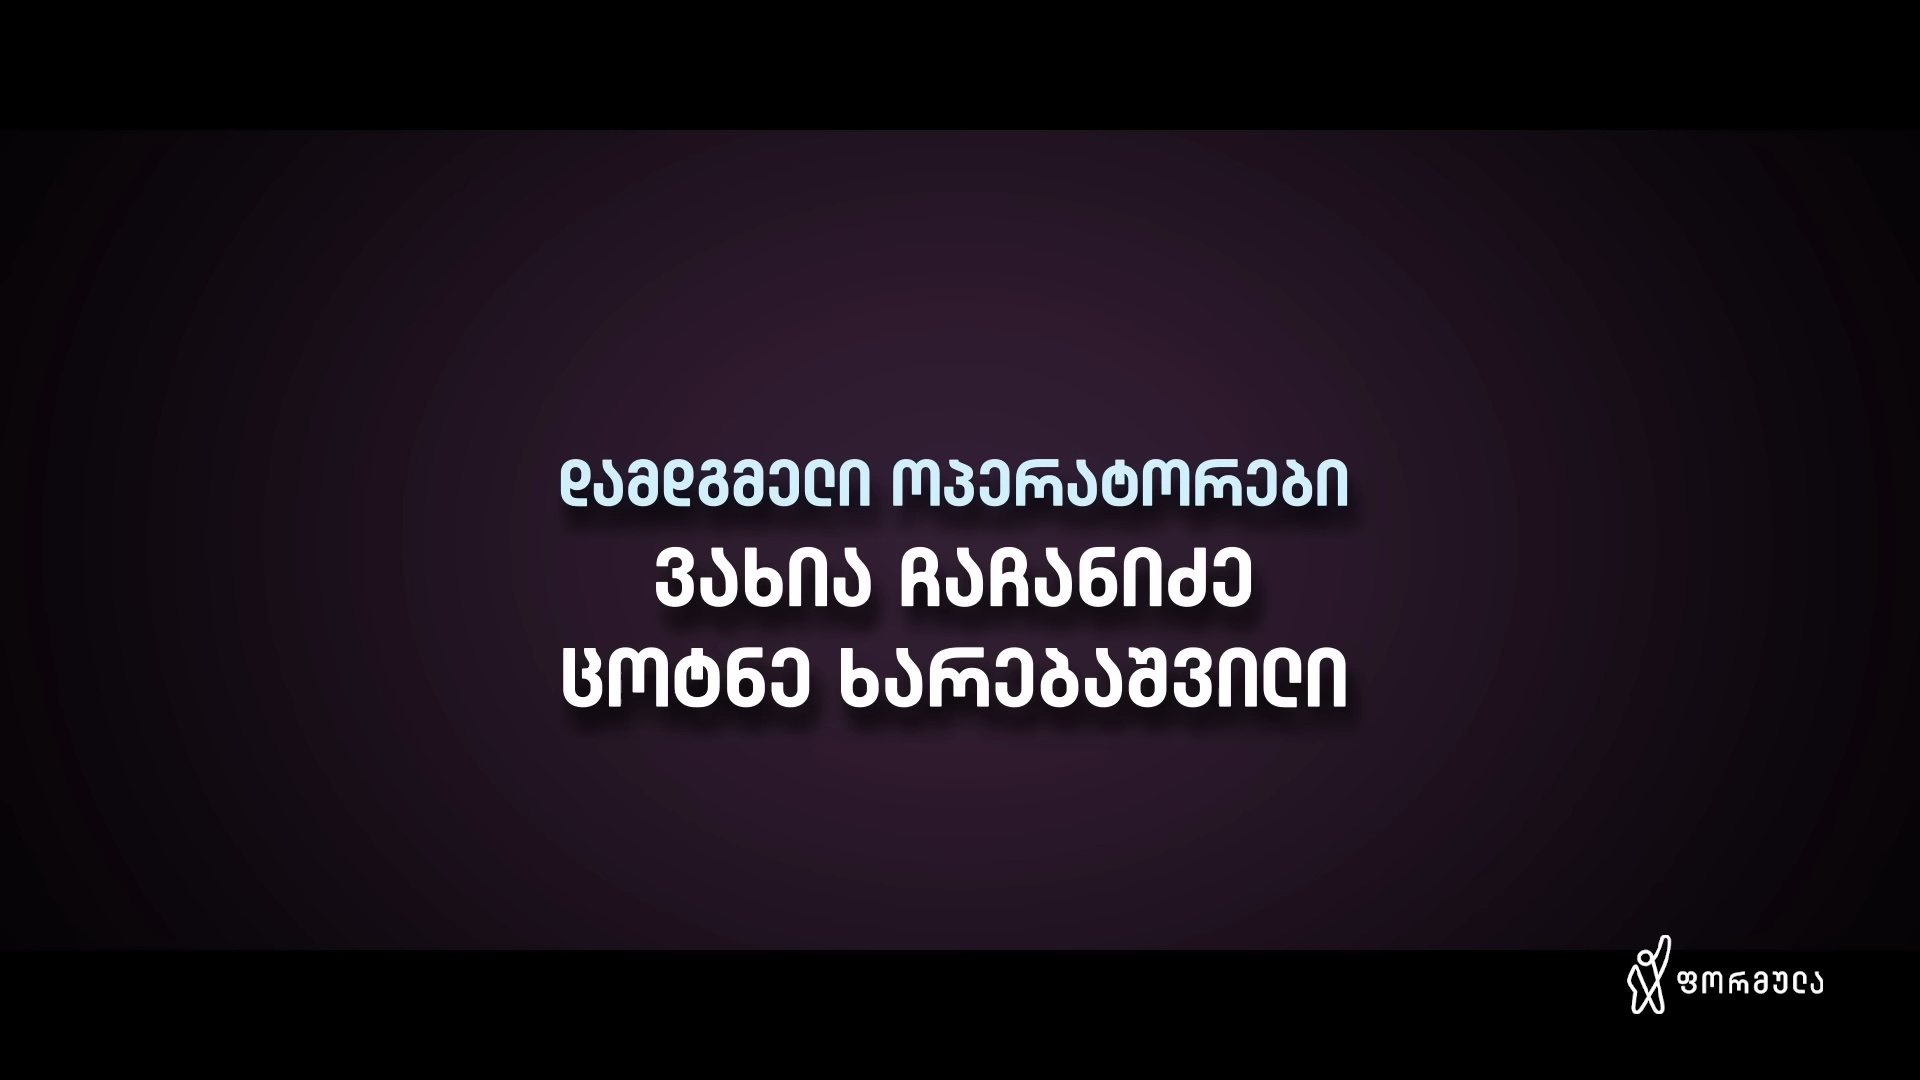 დამდგმელი ოპერატორები
ვახია ჩაჩანიძე
ცოტნე ხარებაშვილი
ფორმულა